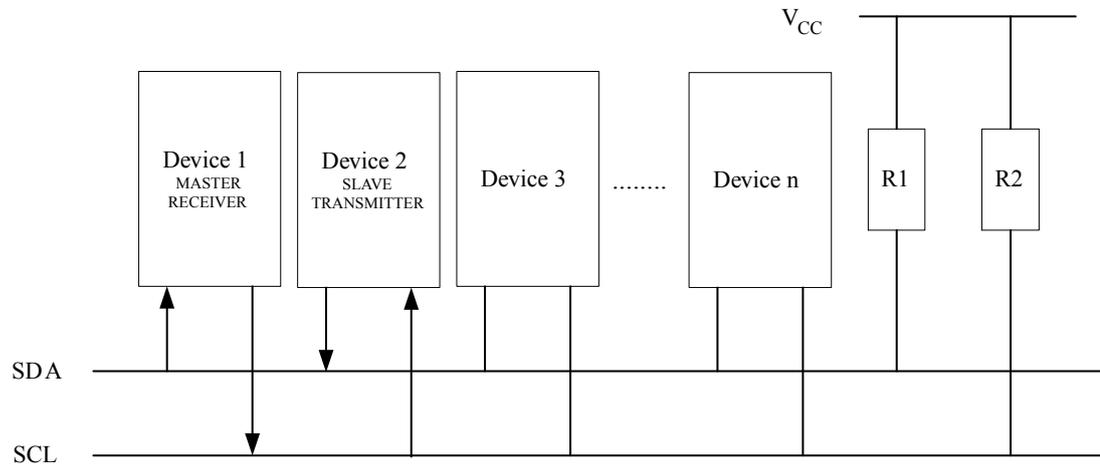 VCC
Device 1
MASTER
RECEIVER
Device 2
SLAVE
TRANSMITTER
Device 3
........
Device n
R1
R2
SDA
SCL